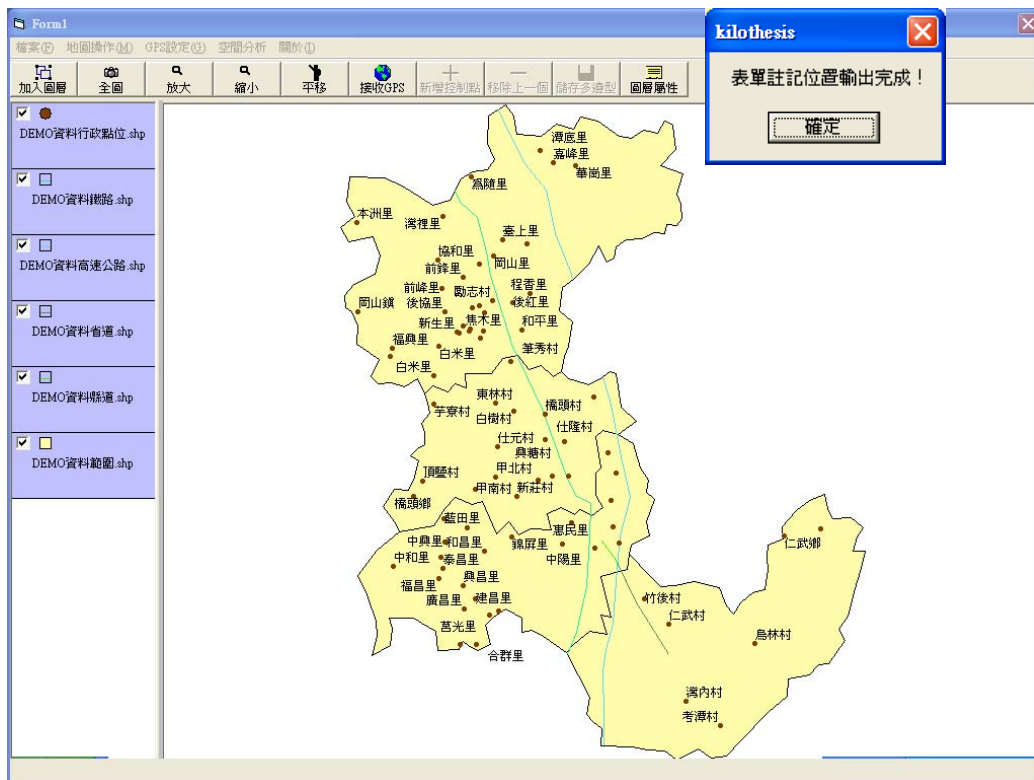 Form1
檔案(F) 地圖操作(M) GPS設定(G) 空間分析 關於(I)
加入圖層 全圖 放大 縮小 平移 接收GPS 新增控制點 移除上一個 儲存多邊型 圖層屬性
kilothesis
表單註記位置輸出完成！
確定
DEMO資料行政點位.shp
DEMO資料鐵路.shp
DEMO資料高速公路.shp
DEMO資料省道.shp
DEMO資料縣道.shp
DEMO資料範圍.shp
潭底里
嘉峰里
華崗里
為隨里
本洲里
灣裡里
臺上里
協和里
岡山里
前鋒里
程香里
前峰里
勵志村
岡山鎮
後協里
後紅里
新生里
焦木里
和平里
福興里
白米里
筆秀村
白米里
東林村
芋寮村
橋頭村
白樹村
仕隆村
仕元村
興糖村
甲北村
頂鹽村
甲南村
新莊村
橋頭鄉
藍田里
惠民里
中興里
和昌里
錦屏里
仁武鄉
中和里
泰昌里
中陽里
福昌里
興昌里
廣昌里
建昌里
竹後村
莒光里
仁武村
烏林村
合群里
灣內村
考潭村